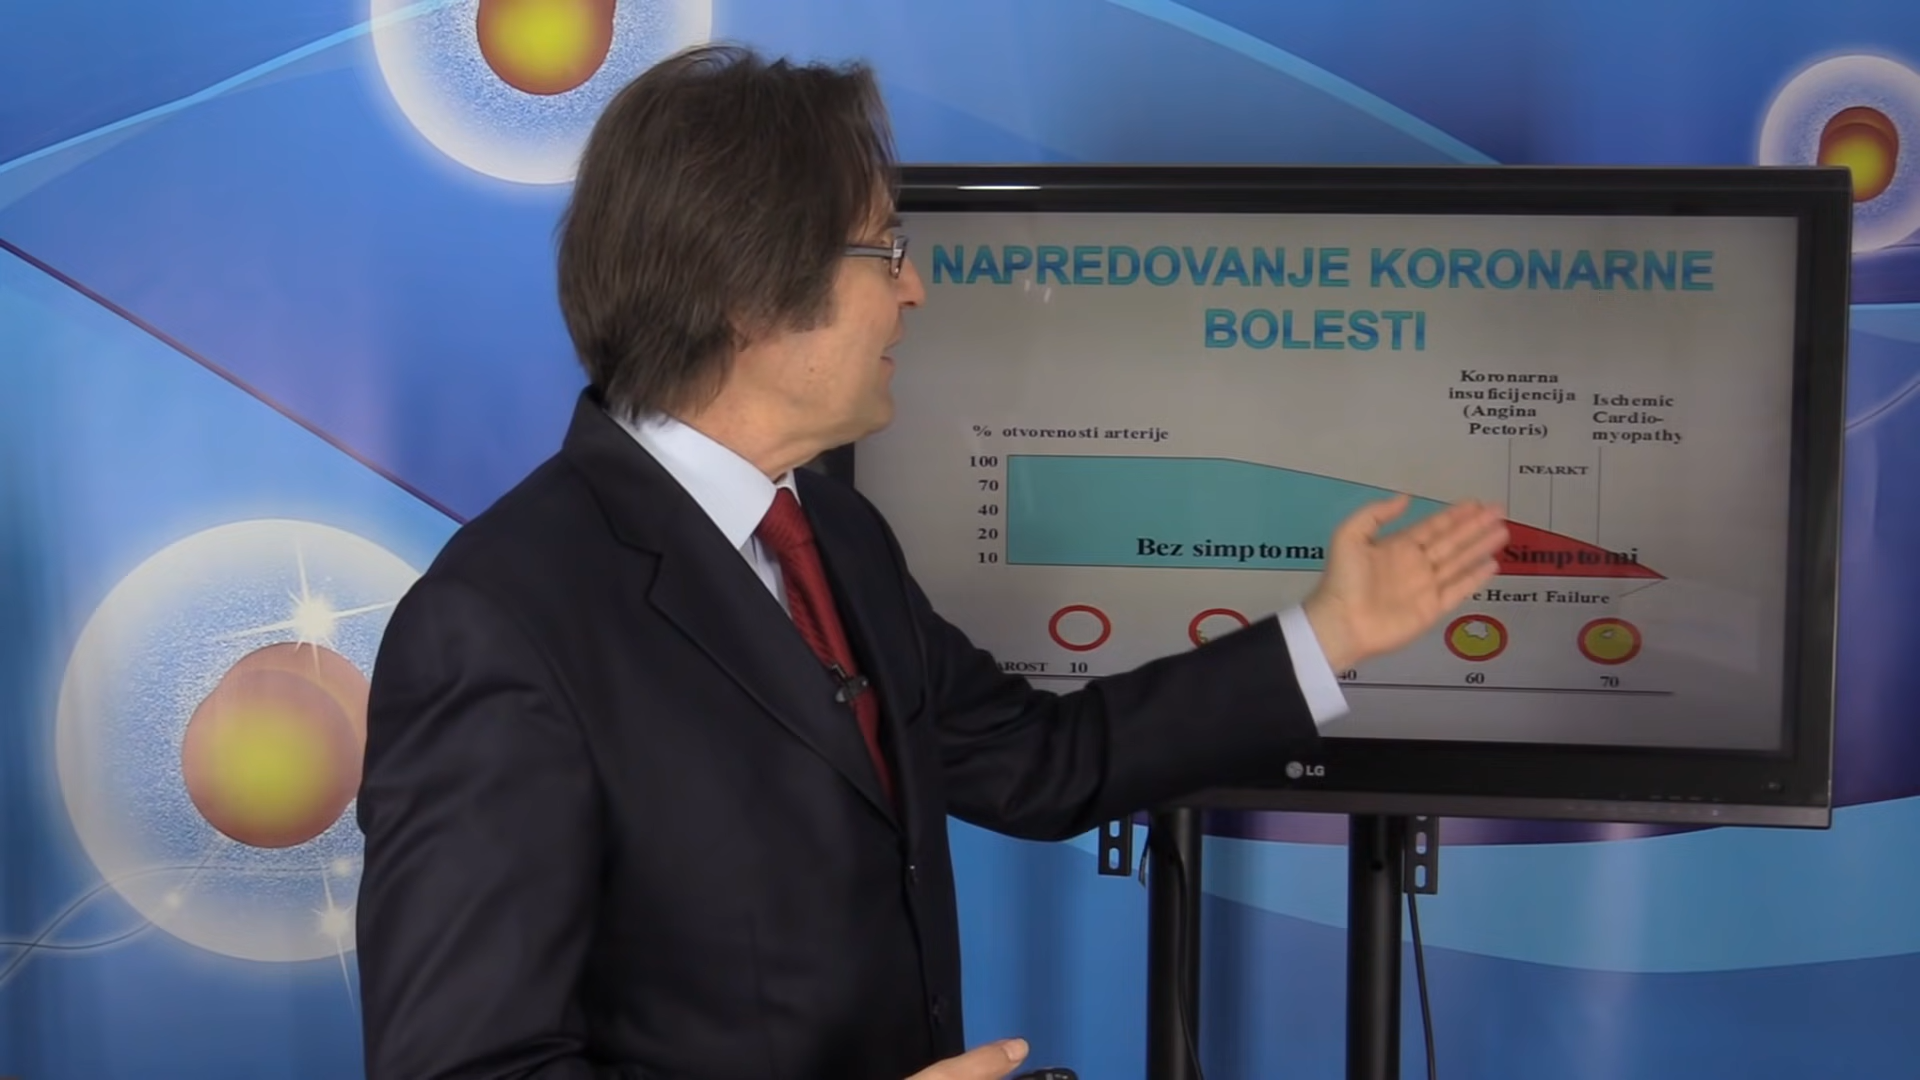 NAPREDOVANJE KORONARNE
BOLESTI
Koronarna
insuficijencija
(Angina
Pectoris)
Ischemic
Cardio-
myopathy
INFARKT
% otvorenosti arterije
100
70
40
20
10
Bez simptoma
Simptomi
Heart Failure
10
40
60
70
LG